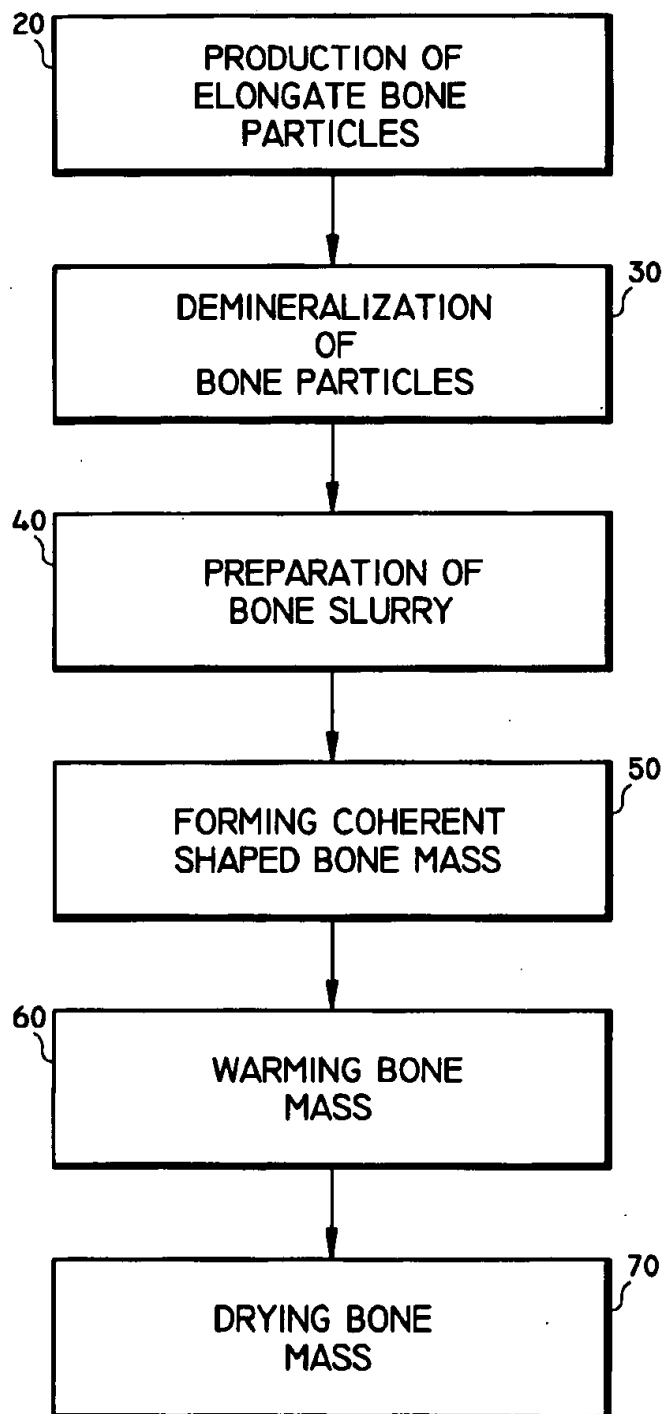 20
PRODUCTION OF
ELONGATE BONE
PARTICLES
30
DEMINERALIZATION
OF
BONE PARTICLES
40
PREPARATION OF
BONE SLURRY
50
FORMING COHERENT
SHAPED BONE MASS
60
WARMING BONE
MASS
70
DRYING BONE
MASS